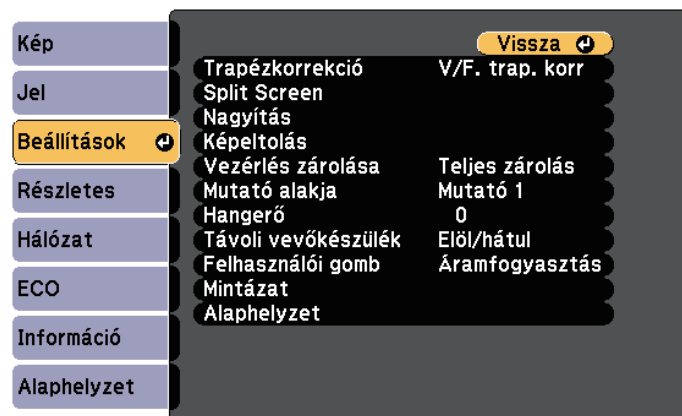 Kép
Jel
Beállítások
Részletes
Hálózat
ECO
Információ
Alaphelyzet
Vissza
Trapézkorrekció V/F. trap. korr
Split Screen
Nagyítás
Képeltolás
Vezérlés zárolása Teljes zárolás
Mutató alakja Mutató 1
Hangerő 0
Távoli vevőkészülék Elöl/hátul
Felhasználói gomb Áramfogyasztás
Mintázat
Alaphelyzet